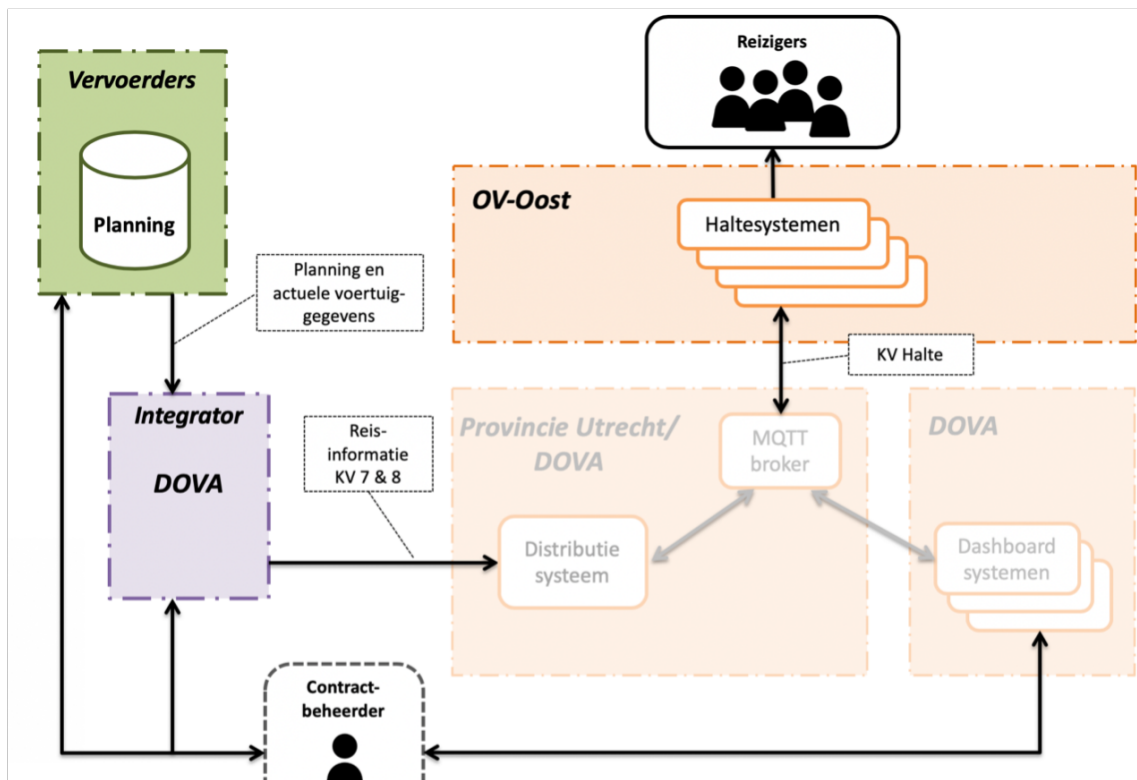 Reizigers
Vervoerders
Planning
OV-Oost
Haltesystemen
Planning en
actuele voertuig-
gegevens
KV Halte
Integrator
DOVA
Reis-
informatie
KV 7 & 8
Provincie Utrecht/
DOVA
MQTT
broker
DOVA
Distributie
systeem
Dashboard
systemen
Contract-
beheerder